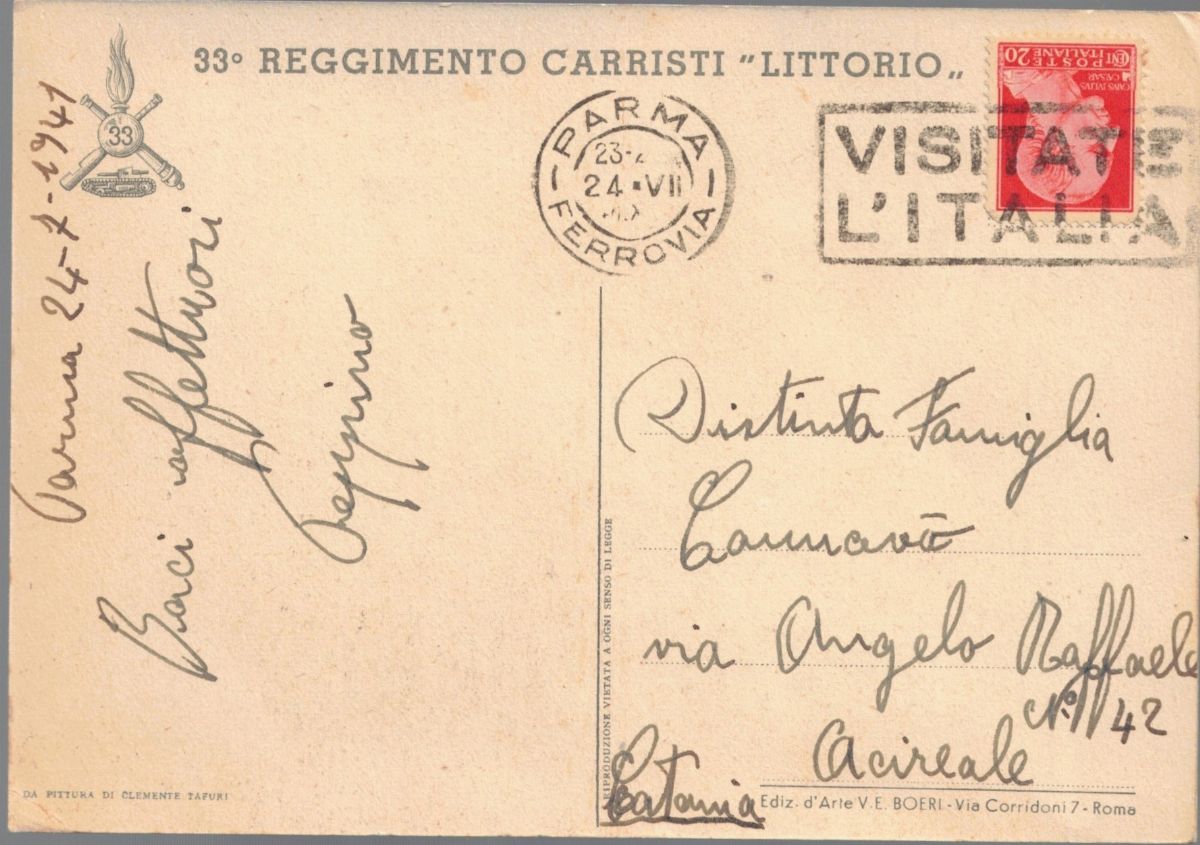 33° REGGIMENTO CARRISTI "LITTORIO"
33
Parma 24-7-1941
Baci affettuosi
Peppino
PARMA
23-
24·VII
FERROVIA
VISITATE
L'ITALIA
CENT 20 POSTE ITALIANE
CAIVS IVLIVS
CAESAR
Distinta Famiglia
Cannavò
via Angelo Raffaele
N.º 42
Acireale
Catania
RIPRODUZIONE VIETATA A OGNI SENSO DI LEGGE
DA PITTURA DI CLEMENTE TAFURI
Ediz. d'Arte V. E. BOERI - Via Corridoni 7 - Roma